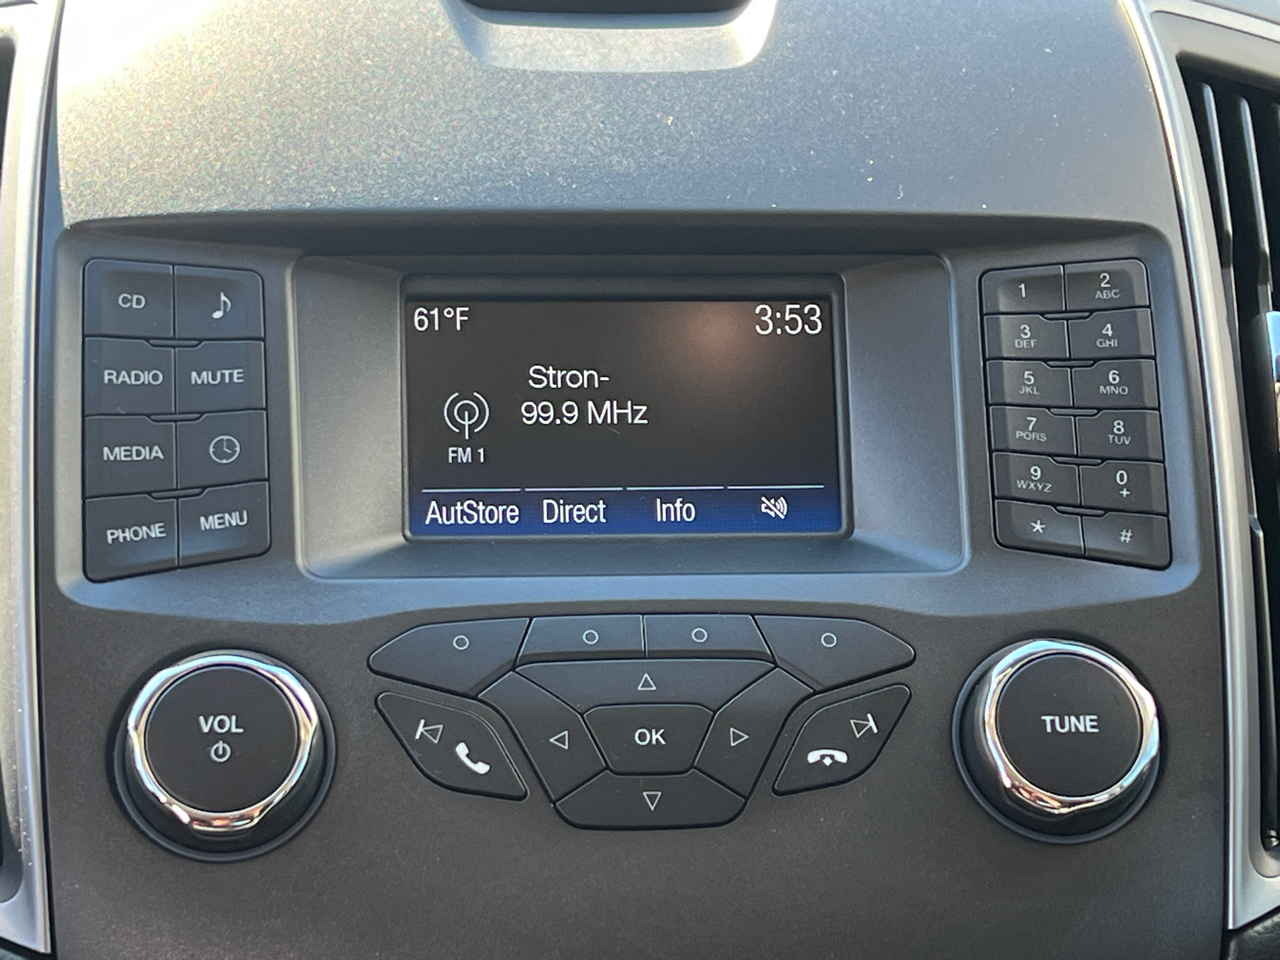 CD
RADIO MUTE
MEDIA
PHONE MENU
61°F 3:53
Stron-
99.9 MHz
FM 1
AutStore Direct Info
1 2 ABC
3 DEF 4 GHI
5 JKL 6 MNO
7 PQRS 8 TUV
9 WXYZ 0 +
* #
VOL
OK
TUNE